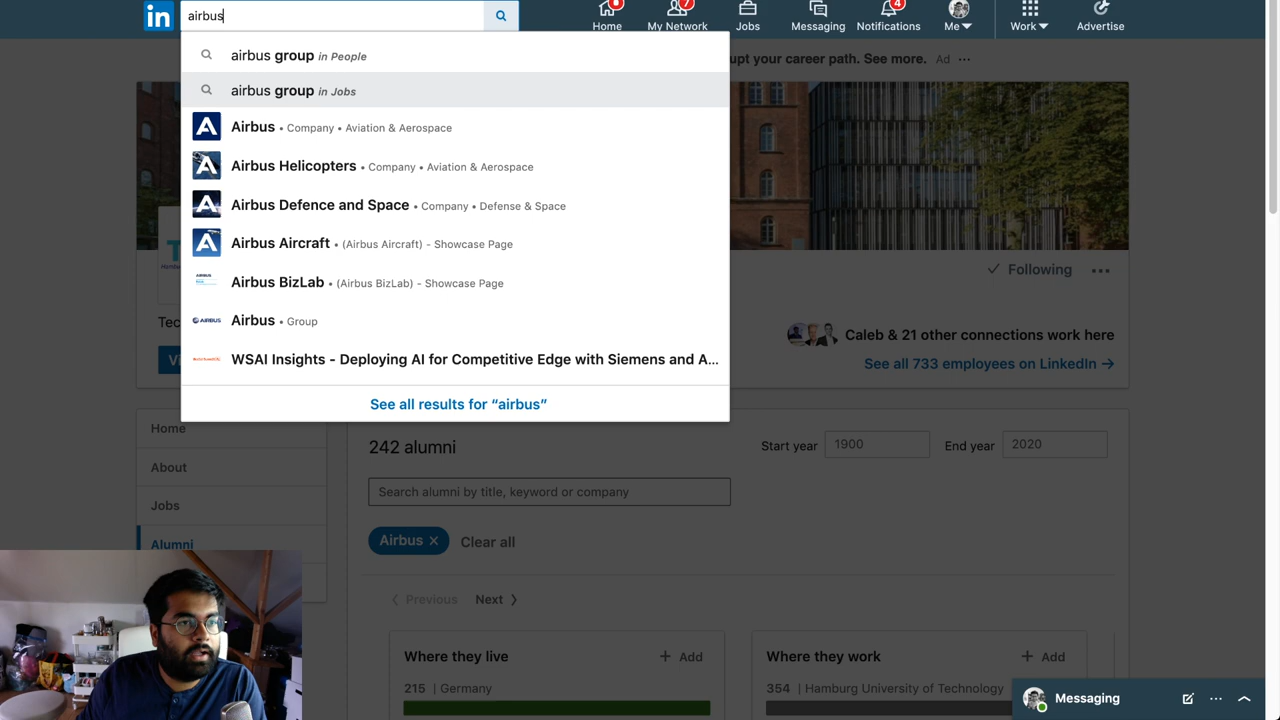 in
airbus
Home
7
My Network
Jobs
Messaging
4
Notifications
Me
Work
Advertise
airbus group in People
airbus group in Jobs
Airbus • Company • Aviation & Aerospace
Airbus Helicopters • Company • Aviation & Aerospace
Airbus Defence and Space • Company • Defense & Space
Airbus Aircraft • (Airbus Aircraft) - Showcase Page
Airbus BizLab • (Airbus BizLab) - Showcase Page
Airbus • Group
WSAI Insights - Deploying AI for Competitive Edge with Siemens and A...
See all results for “airbus”
upt your career path. See more. Ad ...
Following
Caleb & 21 other connections work here
See all 733 employees on LinkedIn →
Tec
Vi
Home
About
Jobs
Alumni
242 alumni
Start year 1900 End year 2020
Search alumni by title, keyword or company
Airbus ×
Clear all
Previous Next
Where they live + Add
215 | Germany
Where they work + Add
354 | Hamburg University of Technology
Messaging